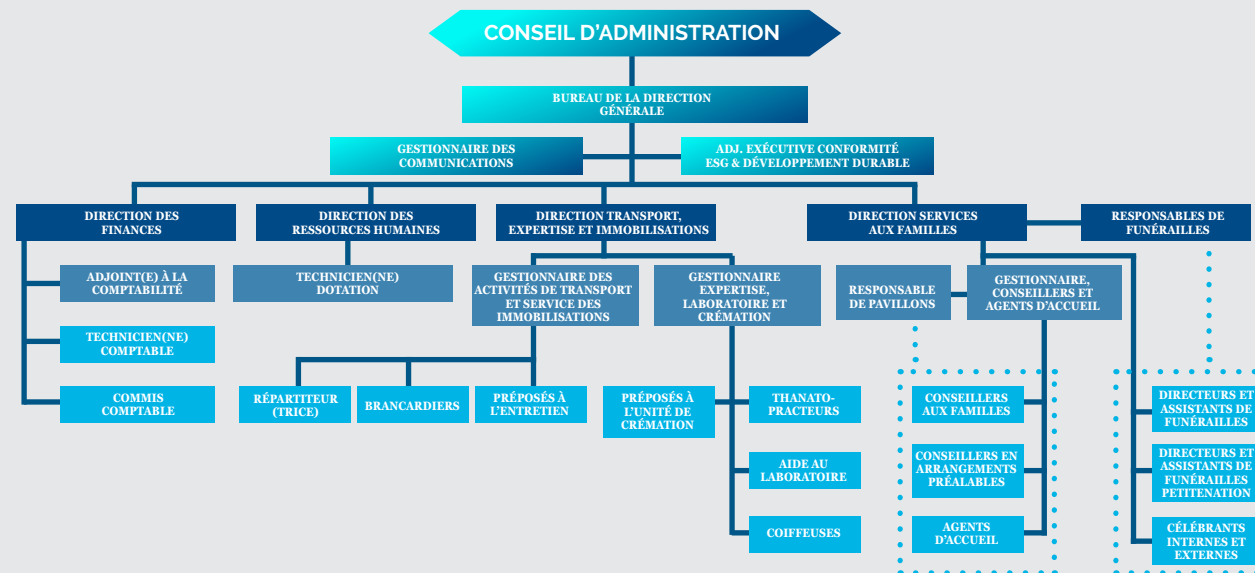 CONSEIL D'ADMINISTRATION
BUREAU DE LA DIRECTION
GÉNÉRALE
GESTIONNAIRE DES
COMMUNICATIONS
ADJ. EXÉCUTIVE CONFORMITÉ
ESG & DÉVELOPPEMENT DURABLE
DIRECTION DES
FINANCES
DIRECTION DES
RESSOURCES HUMAINES
DIRECTION TRANSPORT,
EXPERTISE ET IMMOBILISATIONS
DIRECTION SERVICES
AUX FAMILLES
RESPONSABLES DE
FUNÉRAILLES
ADJOINT(E) À LA
COMPTABILITÉ
TECHNICIEN(NE)
DOTATION
GESTIONNAIRE DES
ACTIVITÉS DE TRANSPORT
ET SERVICE DES
IMMOBILISATIONS
GESTIONNAIRE
EXPERTISE,
LABORATOIRE ET
CRÉMATION
RESPONSABLE
DE PAVILLONS
GESTIONNAIRE,
CONSEILLERS ET
AGENTS D'ACCUEIL
TECHNICIEN(NE)
COMPTABLE
COMMIS
COMPTABLE
RÉPARTITEUR
(TRICE)
BRANCARDIERS
PRÉPOSÉS À
L'ENTRETIEN
PRÉPOSÉS À
L'UNITÉ DE
CRÉMATION
THANATO-
PRACTEURS
AIDE AU
LABORATOIRE
COIFFEUSES
CONSEILLERS
AUX FAMILLES
CONSEILLERS EN
ARRANGEMENTS
PRÉALABLES
AGENTS
D'ACCUEIL
DIRECTEURS ET
ASSISTANTS DE
FUNÉRAILLES
DIRECTEURS ET
ASSISTANTS DE
FUNÉRAILLES
PETITENATION
CÉLÉBRANTS
INTERNES ET
EXTERNES